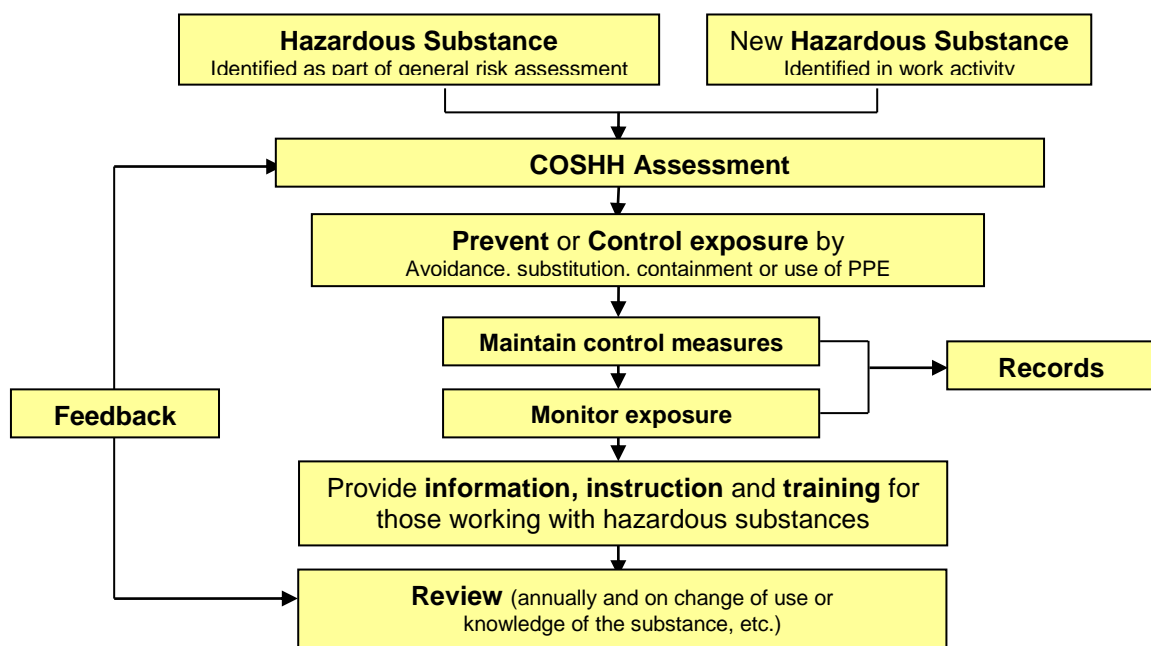 Hazardous Substance
Identified as part of general risk assessment
New Hazardous Substance
Identified in work activity
COSHH Assessment
Prevent or Control exposure by
Avoidance, substitution, containment or use of PPE
Maintain control measures
Records
Monitor exposure
Feedback
Provide information, instruction and training for
those working with hazardous substances
Review (annually and on change of use or
knowledge of the substance, etc.)